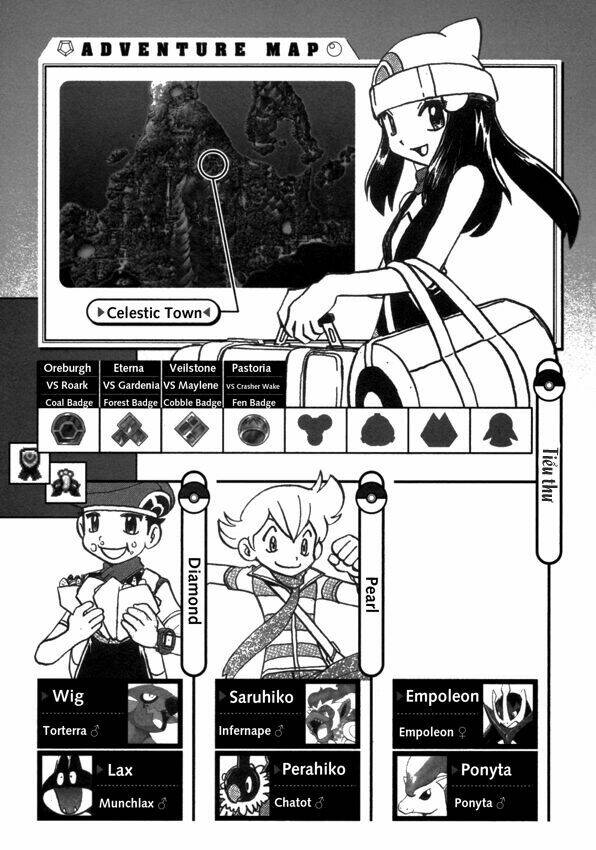 ADVENTURE MAP
Celestic Town
Oreburgh Eterna Veilstone Pastoria
VS Roark VS Gardenia VS Maylene VS Crasher Wake
Coal Badge Forest Badge Cobble Badge Fen Badge
Tiểu thư
Diamond
Pearl
Wig
Torterra ♂
Lax
Munchlax ♂
Saruhiko
Infernape ♂
Perahiko
Chatot ♂
Empoleon
Empoleon ♀
Ponyta
Ponyta ♂